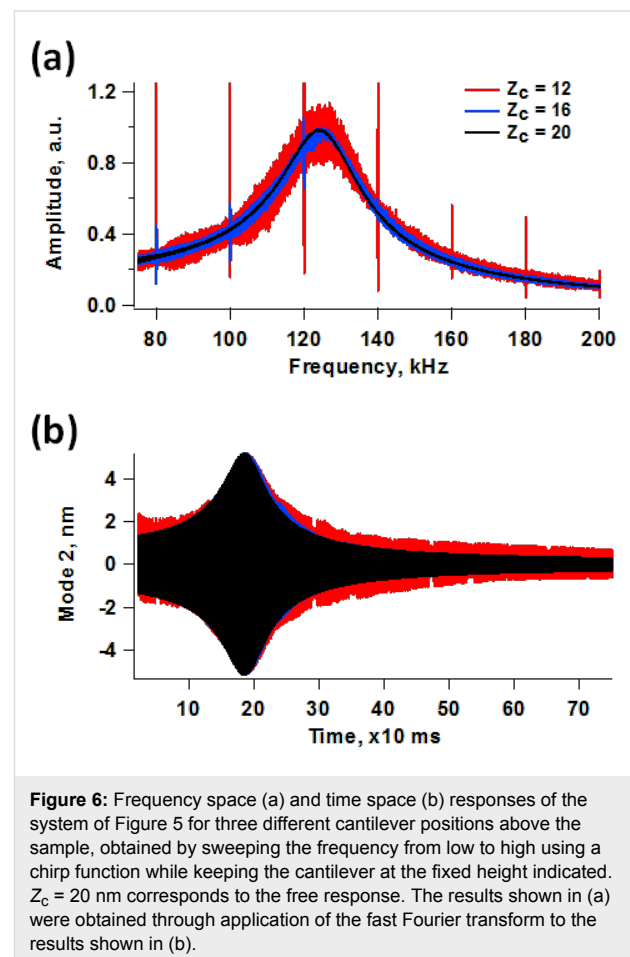 (a)
Z_c = 12
Z_c = 16
Z_c = 20
1.2
0.8
0.4
0.0
Amplitude, a.u.
80 100 120 140 160 180 200
Frequency, kHz
(b)
4
2
0
-2
-4
Mode 2, nm
10 20 30 40 50 60 70
Time, x10 ms
Figure 6: Frequency space (a) and time space (b) responses of the
system of Figure 5 for three different cantilever positions above the
sample, obtained by sweeping the frequency from low to high using a
chirp function while keeping the cantilever at the fixed height indicated.
Z_c = 20 nm corresponds to the free response. The results shown in (a)
were obtained through application of the fast Fourier transform to the
results shown in (b).